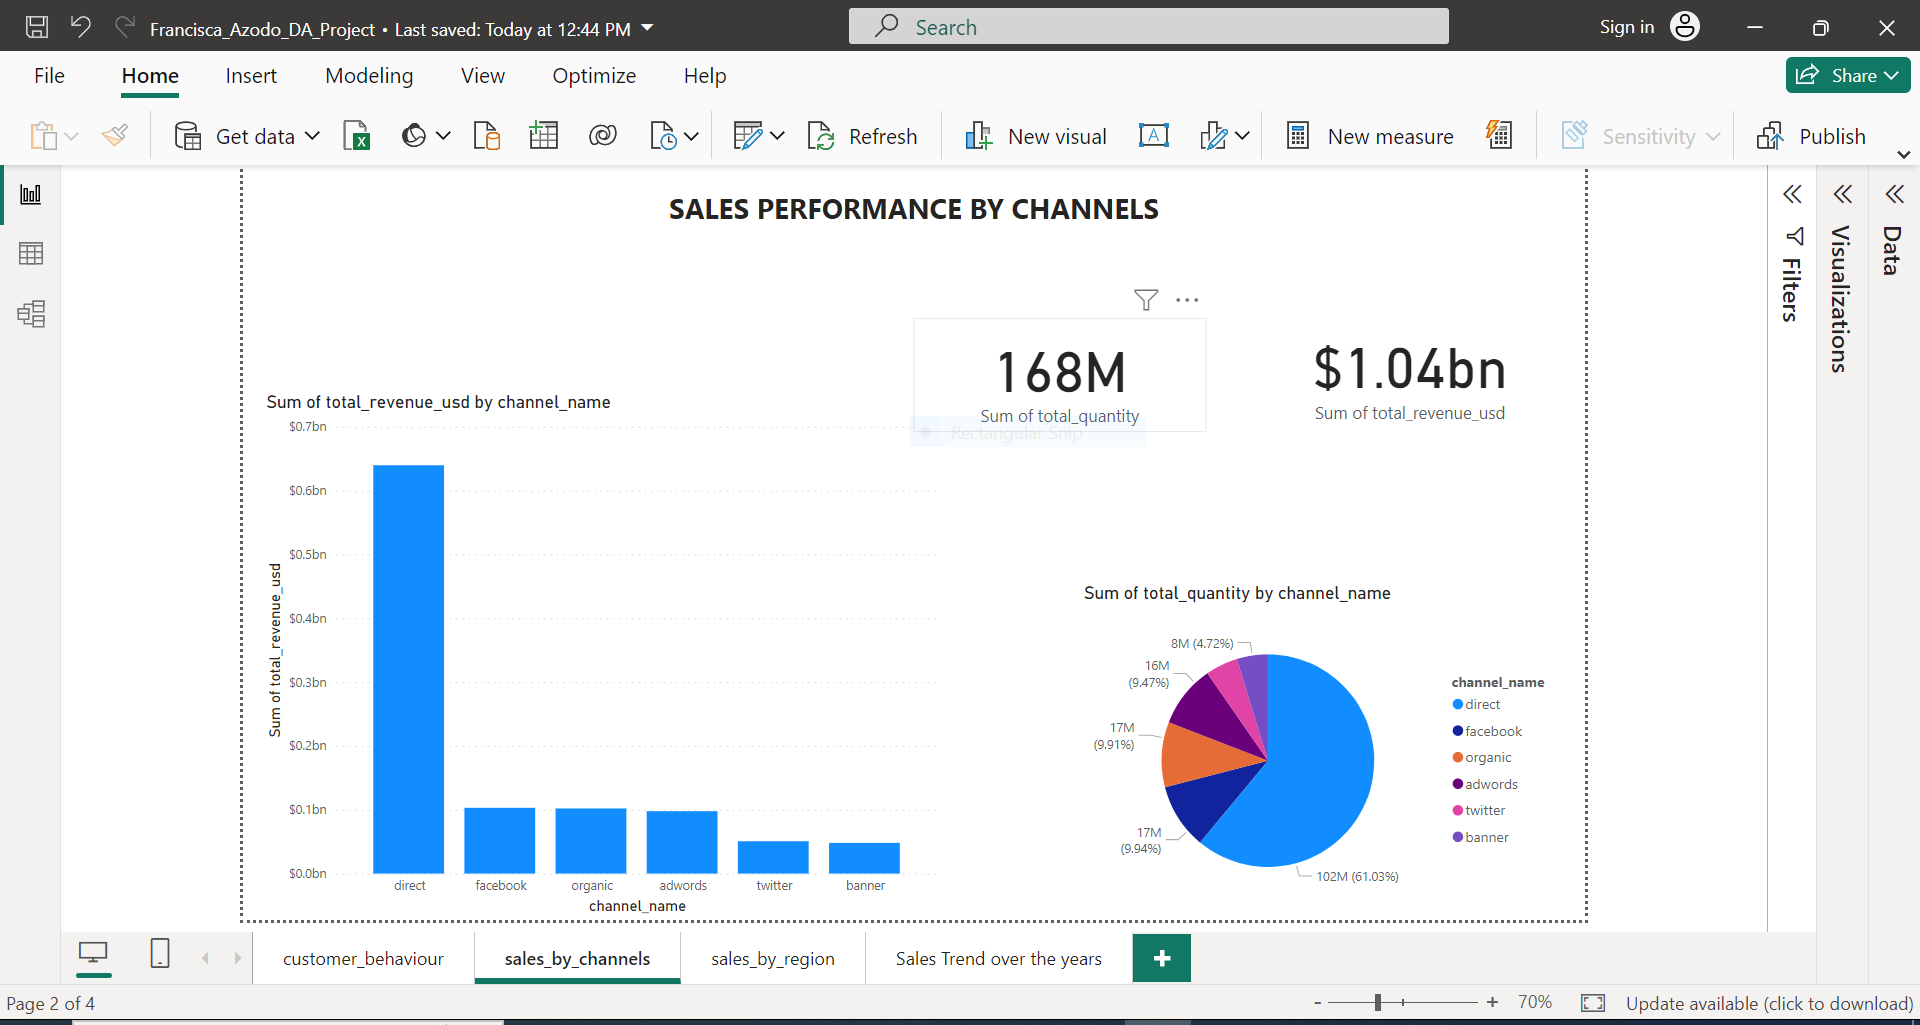 Francisca_Azodo_DA_Project • Last saved: Today at 12:44 PM
Search
Sign in
File Home Insert Modeling View Optimize Help
Share
Get data
Refresh
New visual
A
New measure
Sensitivity
Publish
SALES PERFORMANCE BY CHANNELS
168M
Sum of total_quantity
Rectangular Snip
$1.04bn
Sum of total_revenue_usd
Sum of total_revenue_usd by channel_name
$0.7bn
$0.6bn
$0.5bn
$0.4bn
$0.3bn
$0.2bn
$0.1bn
$0.0bn
Sum of total_revenue_usd
direct facebook organic adwords twitter banner
channel_name
Sum of total_quantity by channel_name
8M (4.72%)
16M
(9.47%)
17M
(9.91%)
17M
(9.94%)
102M (61.03%)
channel_name
direct
facebook
organic
adwords
twitter
banner
Filters
Visualizations
Data
customer_behaviour sales_by_channels sales_by_region Sales Trend over the years
Page 2 of 4
- + 70%
Update available (click to download)